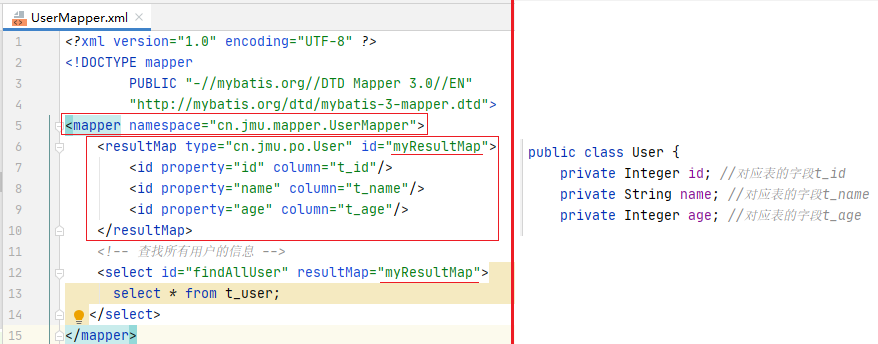 UserMapper.xml
1 <?xml version="1.0" encoding="UTF-8" ?>
2 <!DOCTYPE mapper
3 PUBLIC "-//mybatis.org//DTD Mapper 3.0//EN"
4 "http://mybatis.org/dtd/mybatis-3-mapper.dtd">
5 <mapper namespace="cn.jmu.mapper.UserMapper">
6 <resultMap type="cn.jmu.po.User" id="myResultMap">
7 <id property="id" column="t_id"/>
8 <id property="name" column="t_name"/>
9 <id property="age" column="t_age"/>
10 </resultMap>
11 <!-- 查找所有用户的信息 -->
12 <select id="findAllUser" resultMap="myResultMap">
13 select * from t_user;
14 </select>
15 </mapper>
public class User {
private Integer id; //对应表的字段t_id
private String name; //对应表的字段t_name
private Integer age; //对应表的字段t_age